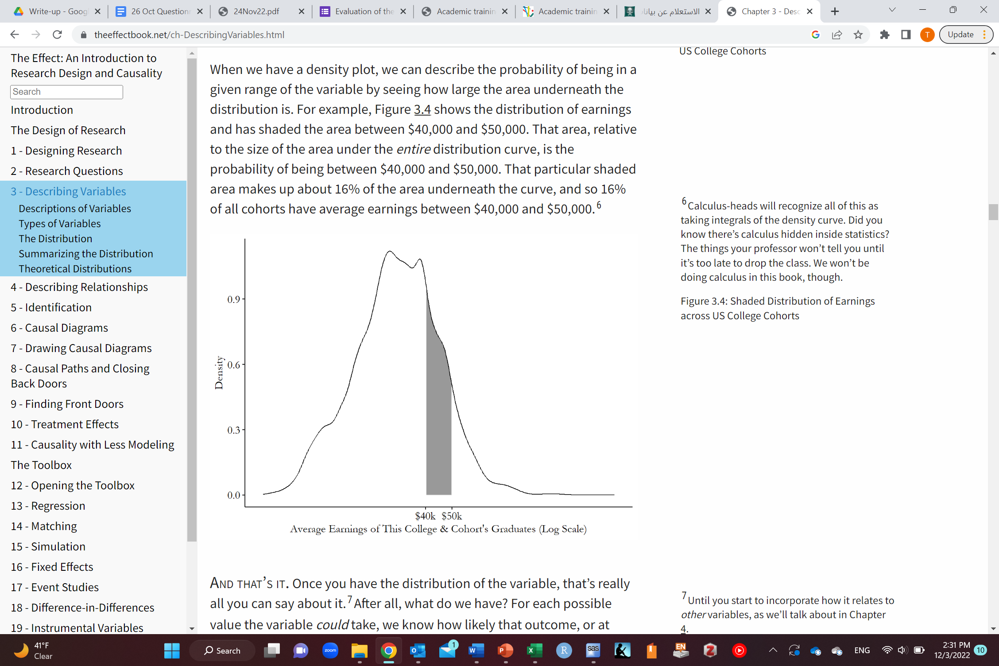 Write-up - Goog
26 Oct Question
24Nov22.pdf
Evaluation of the
Academic trainin
Academic trainin
الاستعلام عن بيانا
Chapter 3 - Desc
theeffectbook.net/ch-DescribingVariables.html
T
Update
The Effect: An Introduction to
Research Design and Causality
Search
Introduction
The Design of Research
1 - Designing Research
2 - Research Questions
3 - Describing Variables
Descriptions of Variables
Types of Variables
The Distribution
Summarizing the Distribution
Theoretical Distributions
4 - Describing Relationships
5 - Identification
6 - Causal Diagrams
7 - Drawing Causal Diagrams
8 - Causal Paths and Closing
Back Doors
9 - Finding Front Doors
10 - Treatment Effects
11 - Causality with Less Modeling
The Toolbox
12 - Opening the Toolbox
13 - Regression
14 - Matching
15 - Simulation
16 - Fixed Effects
17 - Event Studies
18 - Difference-in-Differences
19 - Instrumental Variables
When we have a density plot, we can describe the probability of being in a
given range of the variable by seeing how large the area underneath the
distribution is. For example, Figure 3.4 shows the distribution of earnings
and has shaded the area between $40,000 and $50,000. That area, relative
to the size of the area under the entire distribution curve, is the
probability of being between $40,000 and $50,000. That particular shaded
area makes up about 16% of the area underneath the curve, and so 16%
of all cohorts have average earnings between $40,000 and $50,000. 6
Density
0.9
0.6
0.3
0.0
$40k $50k
Average Earnings of This College & Cohort's Graduates (Log Scale)
AND THAT’S IT. Once you have the distribution of the variable, that’s really
all you can say about it. 7 After all, what do we have? For each possible
value the variable could take, we know how likely that outcome, or at
US College Cohorts
6 Calculus-heads will recognize all of this as
taking integrals of the density curve. Did you
know there’s calculus hidden inside statistics?
The things your professor won’t tell you until
it’s too late to drop the class. We won’t be
doing calculus in this book, though.
Figure 3.4: Shaded Distribution of Earnings
across US College Cohorts
7 Until you start to incorporate how it relates to
other variables, as we’ll talk about in Chapter
4.
41°F
Clear
Search
zoom
1
R
sas
EN
ENG
2:31 PM
12/3/2022
10